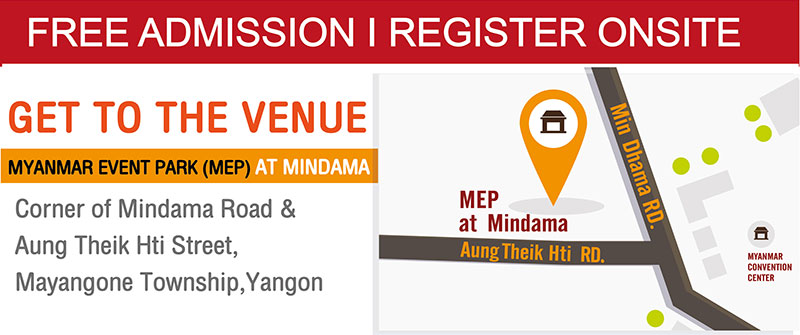 FREE ADMISSION I REGISTER ONSITE
GET TO THE VENUE
MYANMAR EVENT PARK (MEP) AT MINDAMA
Corner of Mindama Road &
Aung Theik Hti Street,
Mayangone Township,Yangon
MEP
at Mindama
Aung Theik Hti RD.
Min Dhama RD.
MYANMAR
CONVENTION
CENTER